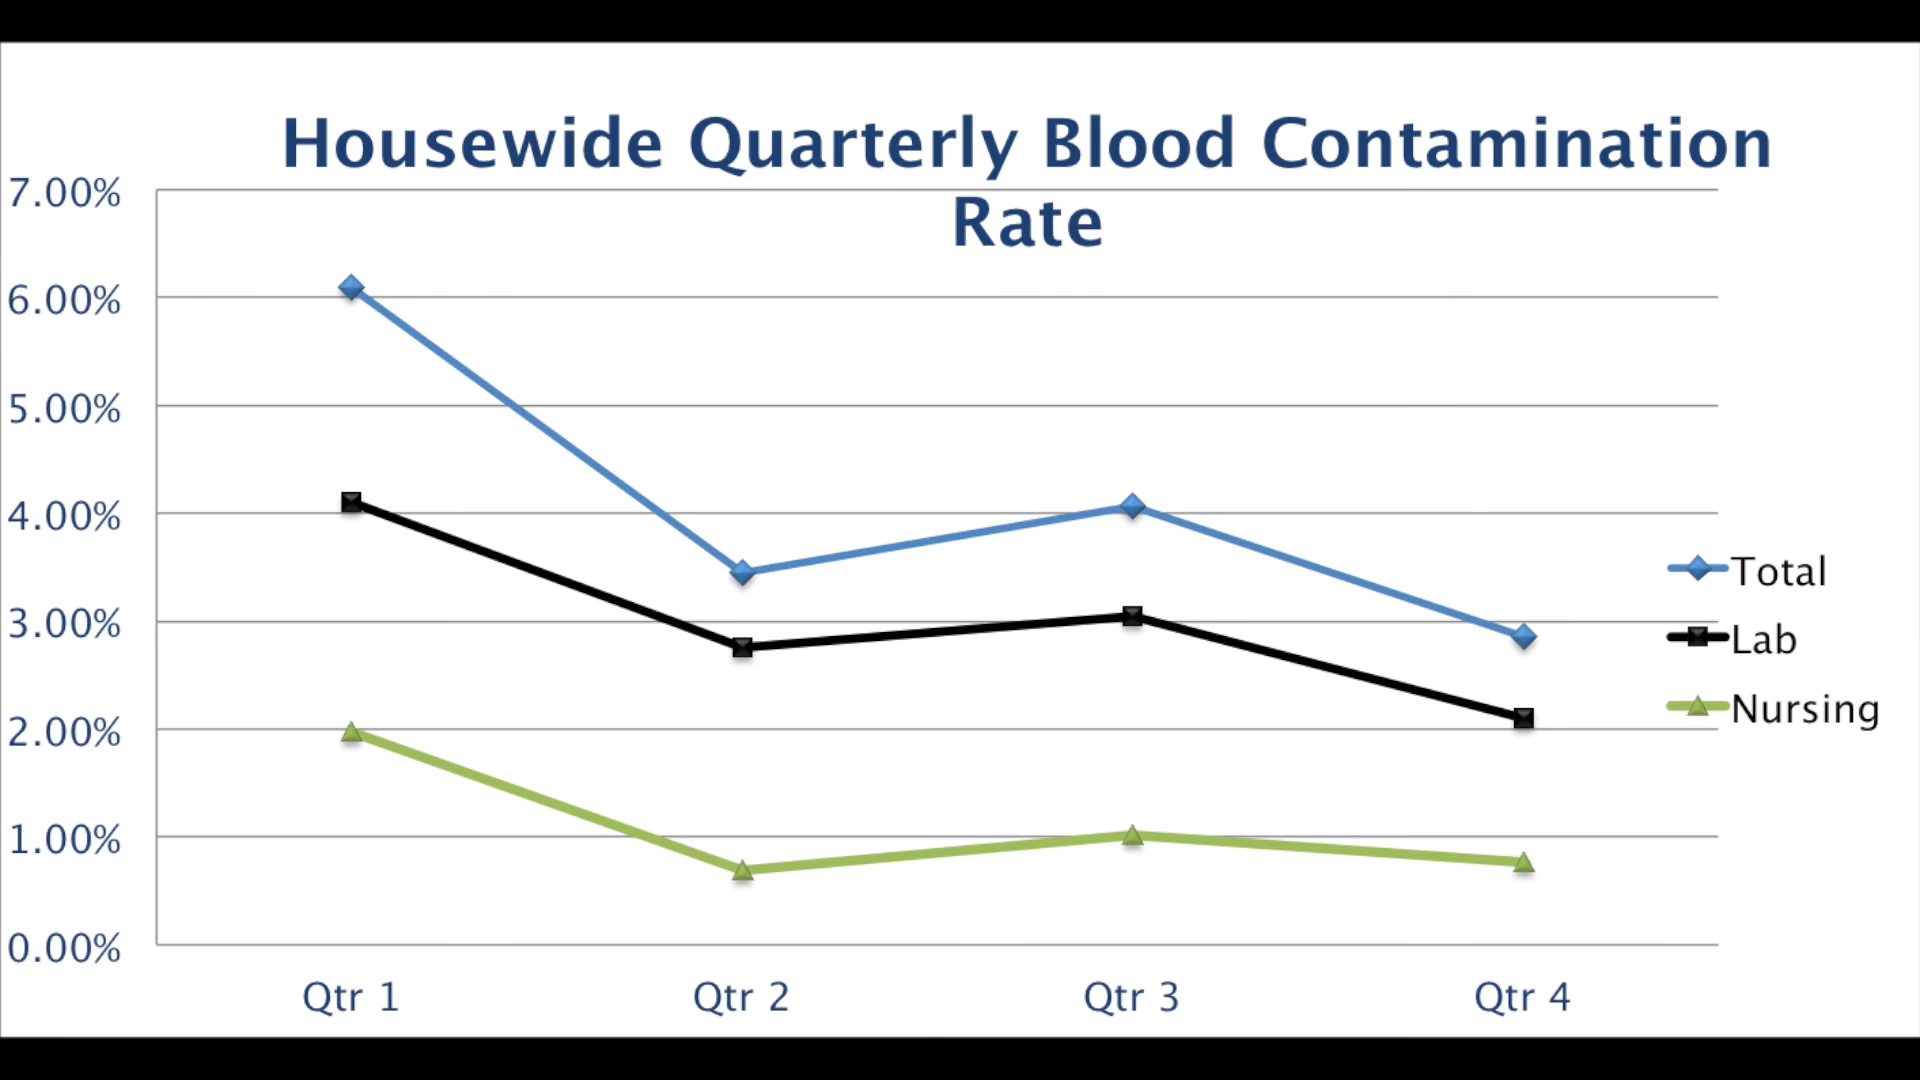 Housewide Quarterly Blood Contamination
Rate
7.00%
6.00%
5.00%
4.00%
3.00%
2.00%
1.00%
0.00%
Qtr 1 Qtr 2 Qtr 3 Qtr 4
Total
Lab
Nursing